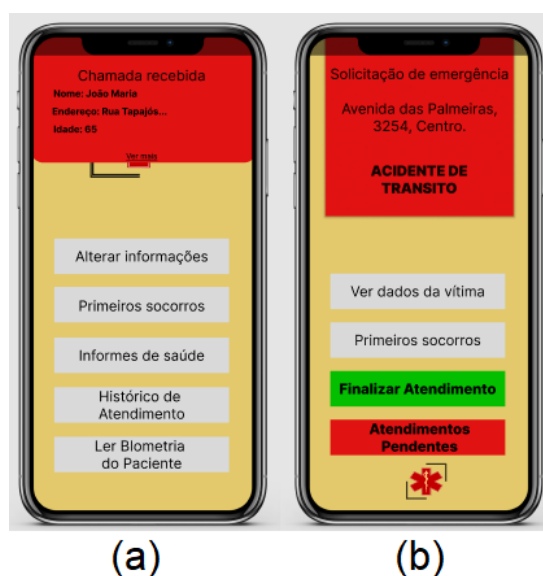 Chamada recebida
Nome: João Maria
Endereço: Rua Tapajós...
Idade: 65
Ver mais
Alterar informações
Primeiros socorros
Informes de saúde
Histórico de
Atendimento
Ler Biometria
do Paciente
(a)
Solicitação de emergência
Avenida das Palmeiras,
3254, Centro.
ACIDENTE DE
TRANSITO
Ver dados da vítima
Primeiros socorros
Finalizar Atendimento
Atendimentos
Pendentes
(b)